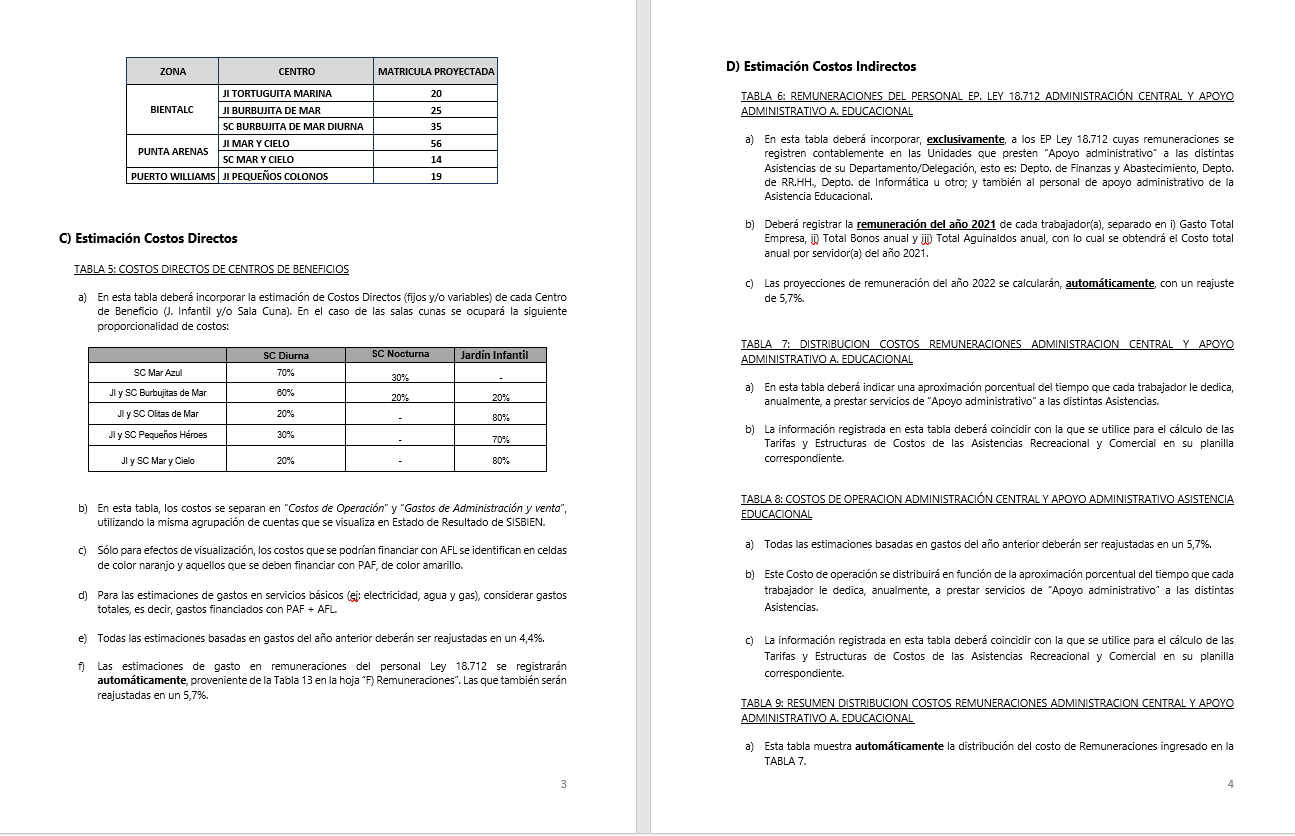 ZONA CENTRO MATRICULA PROYECTADA
BIENTALC JI TORTUGUITA MARINA 20
JI BURBUJITA DE MAR 25
SC BURBUJITA DE MAR DIURNA 35
PUNTA ARENAS JI MAR Y CIELO 56
SC MAR Y CIELO 14
PUERTO WILLIAMS JI PEQUEÑOS COLONOS 19
C) Estimación Costos Directos
TABLA 5: COSTOS DIRECTOS DE CENTROS DE BENEFICIOS
a) En esta tabla deberá incorporar la estimación de Costos Directos (fijos y/o variables) de cada Centro
de Beneficio (J. Infantil y/o Sala Cuna). En el caso de las salas cunas se ocupará la siguiente
proporcionalidad de costos:
SC Diurna SC Nocturna Jardín Infantil
SC Mar Azul 70% 30% -
JI y SC Burbujitas de Mar 60% 20% 20%
JI y SC Olitas de Mar 20% - 80%
JI y SC Pequeños Héroes 30% - 70%
JI y SC Mar y Cielo 20% - 80%
b) En esta tabla, los costos se separan en “Costos de Operación” y “Gastos de Administración y venta”,
utilizando la misma agrupación de cuentas que se visualiza en Estado de Resultado de SISBIEN.
c) Sólo para efectos de visualización, los costos que se podrían financiar con AFL se identifican en celdas
de color naranjo y aquellos que se deben financiar con PAF, de color amarillo.
d) Para las estimaciones de gastos en servicios básicos (ej: electricidad, agua y gas), considerar gastos
totales, es decir, gastos financiados con PAF + AFL.
e) Todas las estimaciones basadas en gastos del año anterior deberán ser reajustadas en un 4,4%.
f) Las estimaciones de gasto en remuneraciones del personal Ley 18.712 se registrarán
automáticamente, proveniente de la Tabla 13 en la hoja “F) Remuneraciones”. Las que también serán
reajustadas en un 5,7%.
3
D) Estimación Costos Indirectos
TABLA 6: REMUNERACIONES DEL PERSONAL EP. LEY 18.712 ADMINISTRACIÓN CENTRAL Y APOYO
ADMINISTRATIVO A. EDUCACIONAL
a) En esta tabla deberá incorporar, exclusivamente, a los EP Ley 18.712 cuyas remuneraciones se
registren contablemente en las Unidades que presten “Apoyo administrativo” a las distintas
Asistencias de su Departamento/Delegación, esto es: Depto. de Finanzas y Abastecimiento, Depto.
de RR.HH., Depto. de Informática u otro; y también al personal de apoyo administrativo de la
Asistencia Educacional.
b) Deberá registrar la remuneración del año 2021 de cada trabajador(a), separado en i) Gasto Total
Empresa, ii) Total Bonos anual y iii) Total Aguinaldos anual, con lo cual se obtendrá el Costo total
anual por servidor(a) del año 2021.
c) Las proyecciones de remuneración del año 2022 se calcularán, automáticamente, con un reajuste
de 5,7%.
TABLA 7: DISTRIBUCION COSTOS REMUNERACIONES ADMINISTRACION CENTRAL Y APOYO
ADMINISTRATIVO A. EDUCACIONAL
a) En esta tabla deberá indicar una aproximación porcentual del tiempo que cada trabajador le dedica,
anualmente, a prestar servicios de “Apoyo administrativo” a las distintas Asistencias.
b) La información registrada en esta tabla deberá coincidir con la que se utilice para el cálculo de las
Tarifas y Estructuras de Costos de las Asistencias Recreacional y Comercial en su planilla
correspondiente.
TABLA 8: COSTOS DE OPERACION ADMINISTRACIÓN CENTRAL Y APOYO ADMINISTRATIVO ASISTENCIA
EDUCACIONAL
a) Todas las estimaciones basadas en gastos del año anterior deberán ser reajustadas en un 5,7%.
b) Este Costo de operación se distribuirá en función de la aproximación porcentual del tiempo que cada
trabajador le dedica, anualmente, a prestar servicios de “Apoyo administrativo” a las distintas
Asistencias.
c) La información registrada en esta tabla deberá coincidir con la que se utilice para el cálculo de las
Tarifas y Estructuras de Costos de las Asistencias Recreacional y Comercial en su planilla
correspondiente.
TABLA 9: RESUMEN DISTRIBUCION COSTOS REMUNERACIONES ADMINISTRACION CENTRAL Y APOYO
ADMINISTRATIVO A. EDUCACIONAL
a) Esta tabla muestra automáticamente la distribución del costo de Remuneraciones ingresado en la
TABLA 7.
4